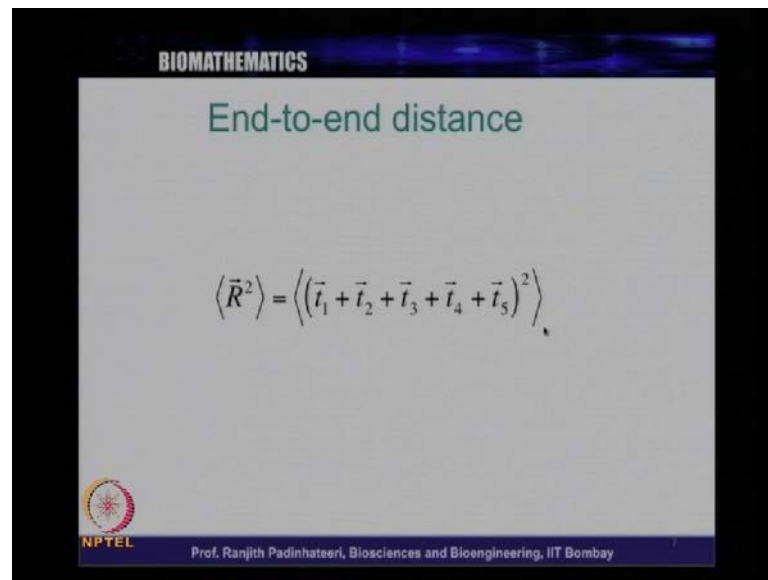 BIOMATHEMATICS
End-to-end distance
⟨R⃗²⟩ = ⟨(t⃗₁ + t⃗₂ + t⃗₃ + t⃗₄ + t⃗₅)²⟩
NPTEL
Prof. Ranjith Padinhateeri, Biosciences and Bioengineering, IIT Bombay
7